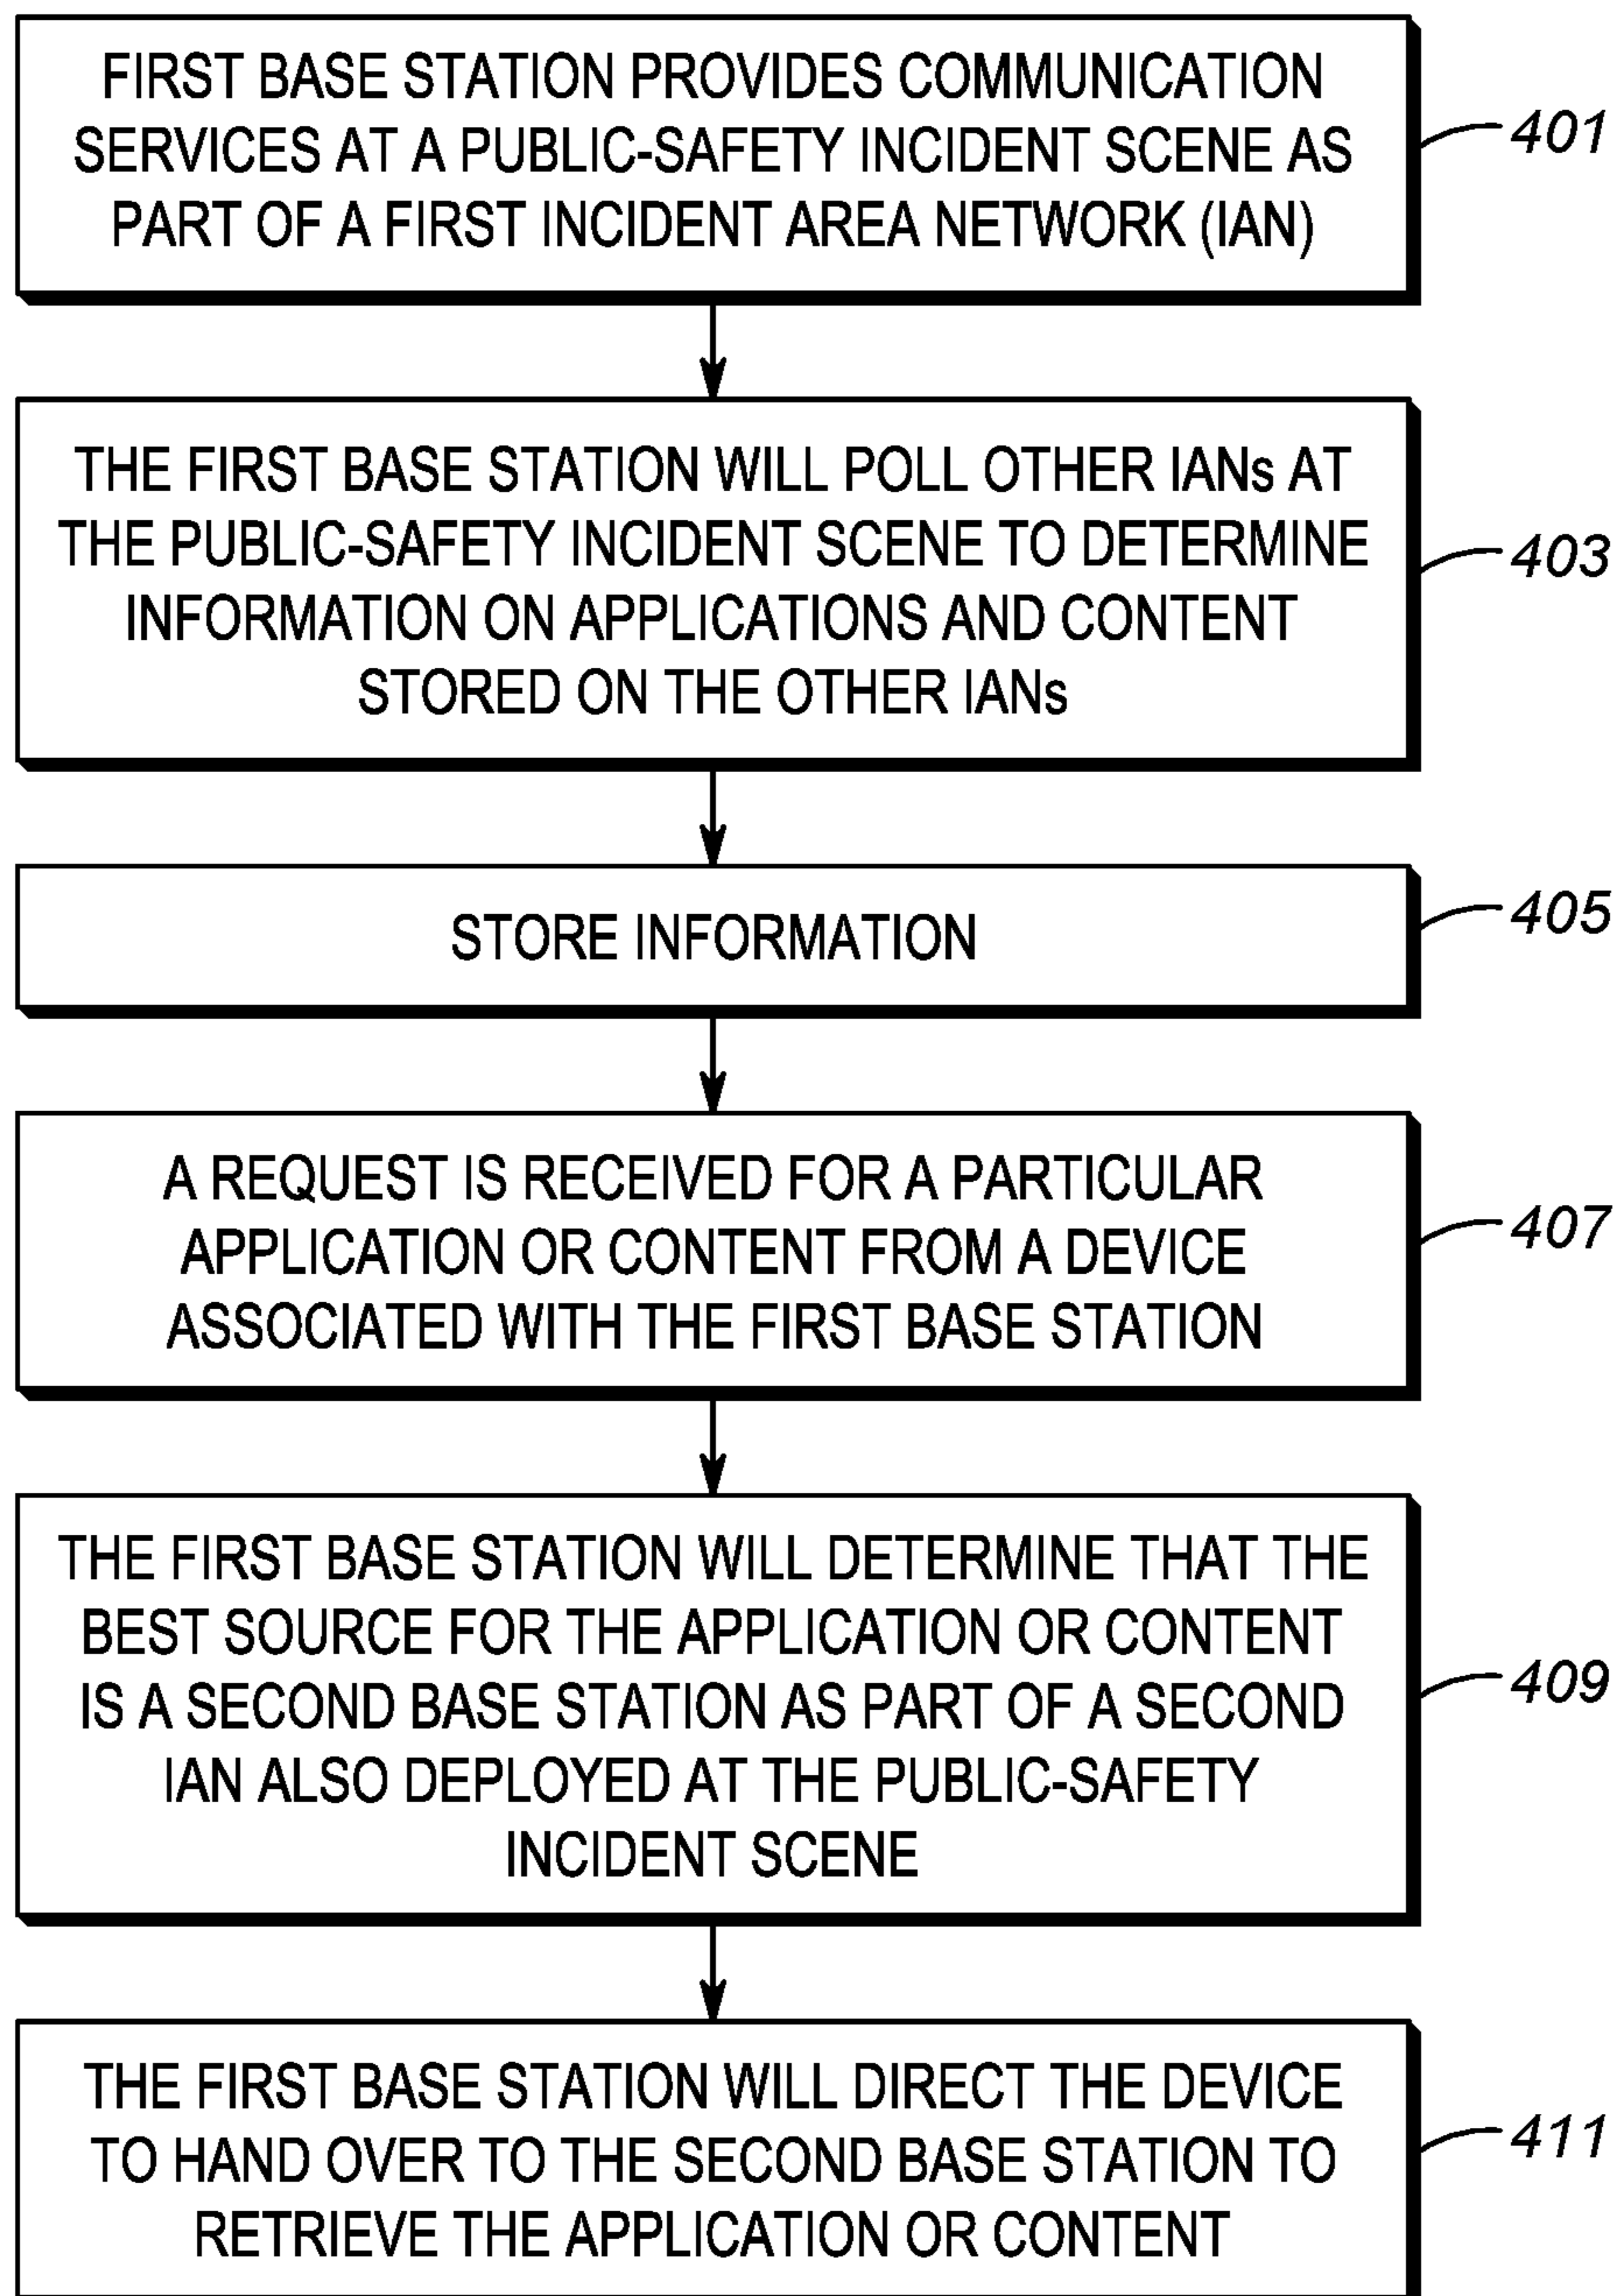 FIRST BASE STATION PROVIDES COMMUNICATION
SERVICES AT A PUBLIC-SAFETY INCIDENT SCENE AS
PART OF A FIRST INCIDENT AREA NETWORK (IAN)
401
THE FIRST BASE STATION WILL POLL OTHER IANs AT
THE PUBLIC-SAFETY INCIDENT SCENE TO DETERMINE
INFORMATION ON APPLICATIONS AND CONTENT
STORED ON THE OTHER IANs
403
STORE INFORMATION
405
A REQUEST IS RECEIVED FOR A PARTICULAR
APPLICATION OR CONTENT FROM A DEVICE
ASSOCIATED WITH THE FIRST BASE STATION
407
THE FIRST BASE STATION WILL DETERMINE THAT THE
BEST SOURCE FOR THE APPLICATION OR CONTENT
IS A SECOND BASE STATION AS PART OF A SECOND
IAN ALSO DEPLOYED AT THE PUBLIC-SAFETY
INCIDENT SCENE
409
THE FIRST BASE STATION WILL DIRECT THE DEVICE
TO HAND OVER TO THE SECOND BASE STATION TO
RETRIEVE THE APPLICATION OR CONTENT
411